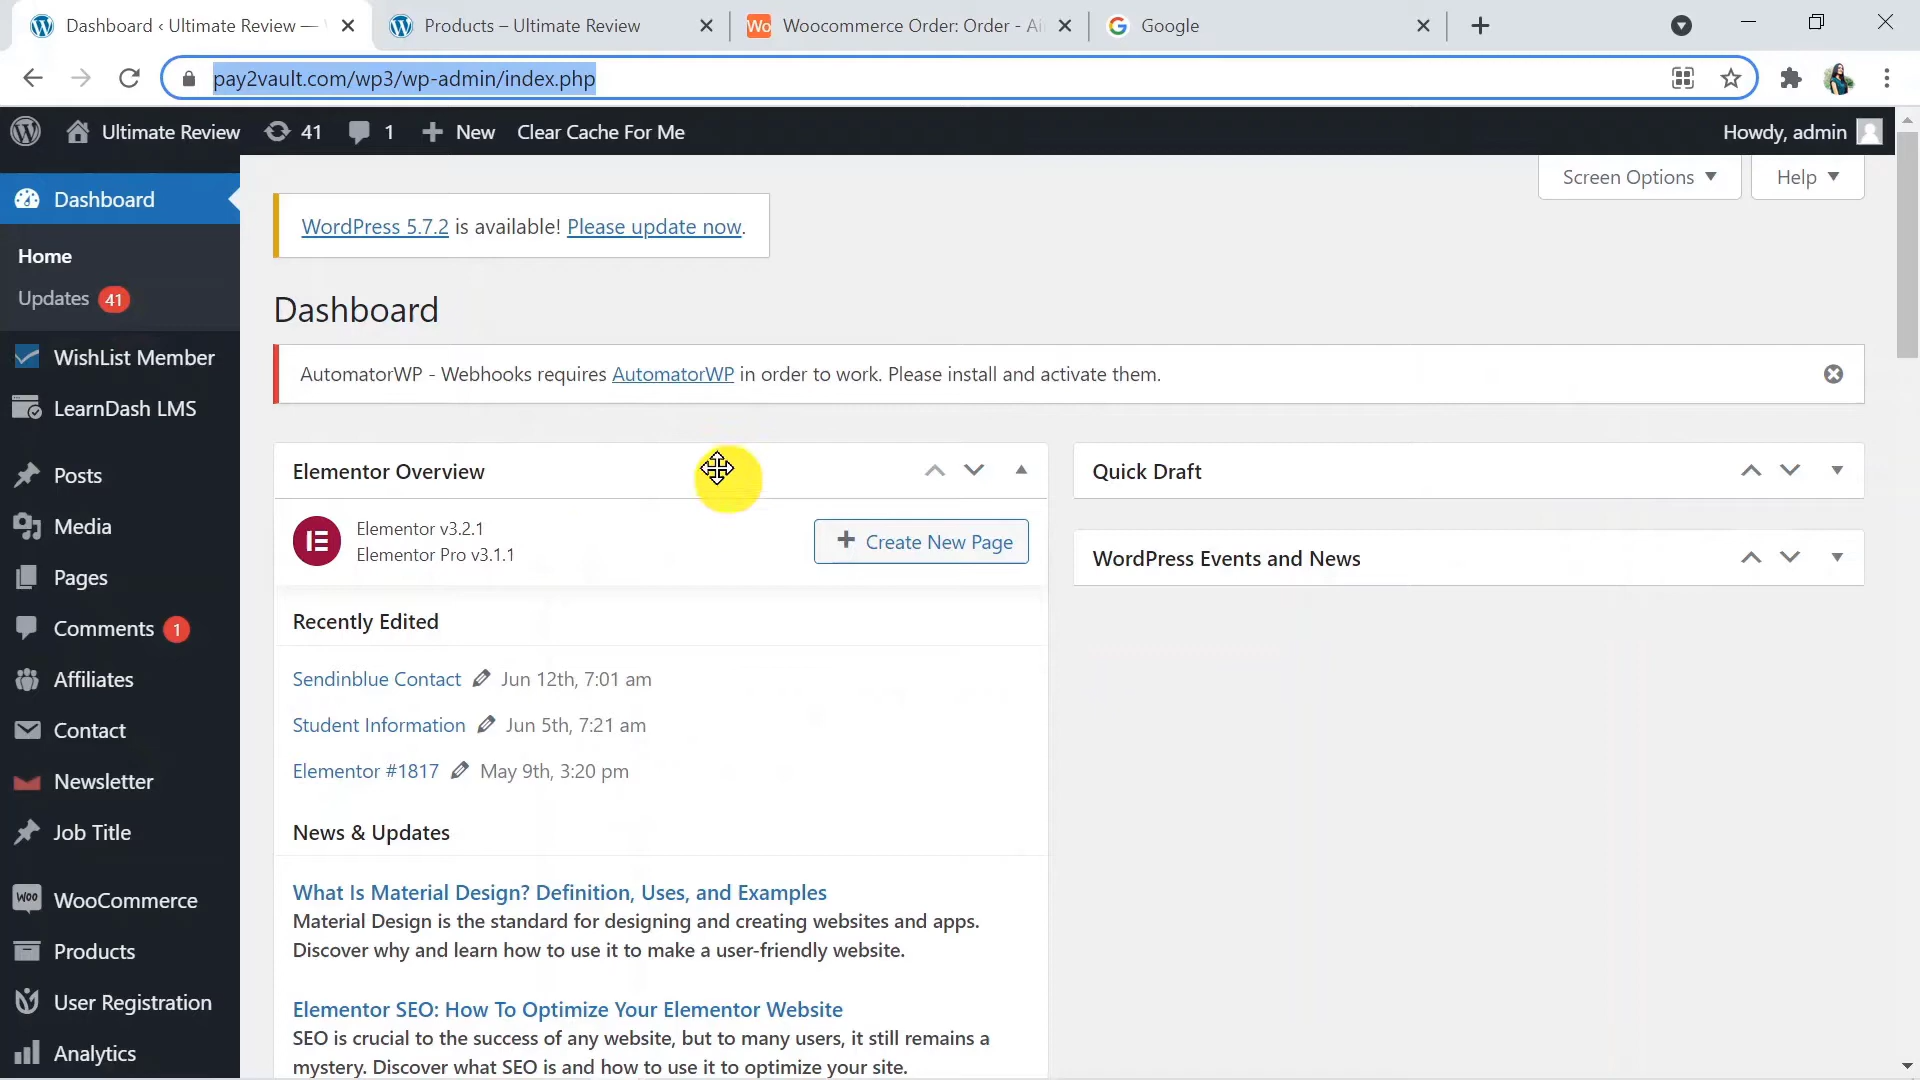 Dashboard ‹ Ultimate Review —
Products – Ultimate Review
Wo
Woocommerce Order: Order - Ai
Google
pay2vault.com/wp3/wp-admin/index.php
Ultimate Review
41
1
New
Clear Cache For Me
Howdy, admin
Dashboard
Home
Updates 41
WishList Member
LearnDash LMS
Posts
Media
Pages
Comments 1
Affiliates
Contact
Newsletter
Job Title
Woo
WooCommerce
Products
User Registration
Analytics
Screen Options
Help
WordPress 5.7.2 is available! Please update now.
Dashboard
AutomatorWP - Webhooks requires AutomatorWP in order to work. Please install and activate them.
Elementor Overview
Elementor v3.2.1
Elementor Pro v3.1.1
Create New Page
Recently Edited
Sendinblue Contact Jun 12th, 7:01 am
Student Information Jun 5th, 7:21 am
Elementor #1817 May 9th, 3:20 pm
News & Updates
What Is Material Design? Definition, Uses, and Examples
Material Design is the standard for designing and creating websites and apps.
Discover why and learn how to use it to make a user-friendly website.
Elementor SEO: How To Optimize Your Elementor Website
SEO is crucial to the success of any website, but to many users, it still remains a
mystery. Discover what SEO is and how to use it to optimize your site.
Quick Draft
WordPress Events and News